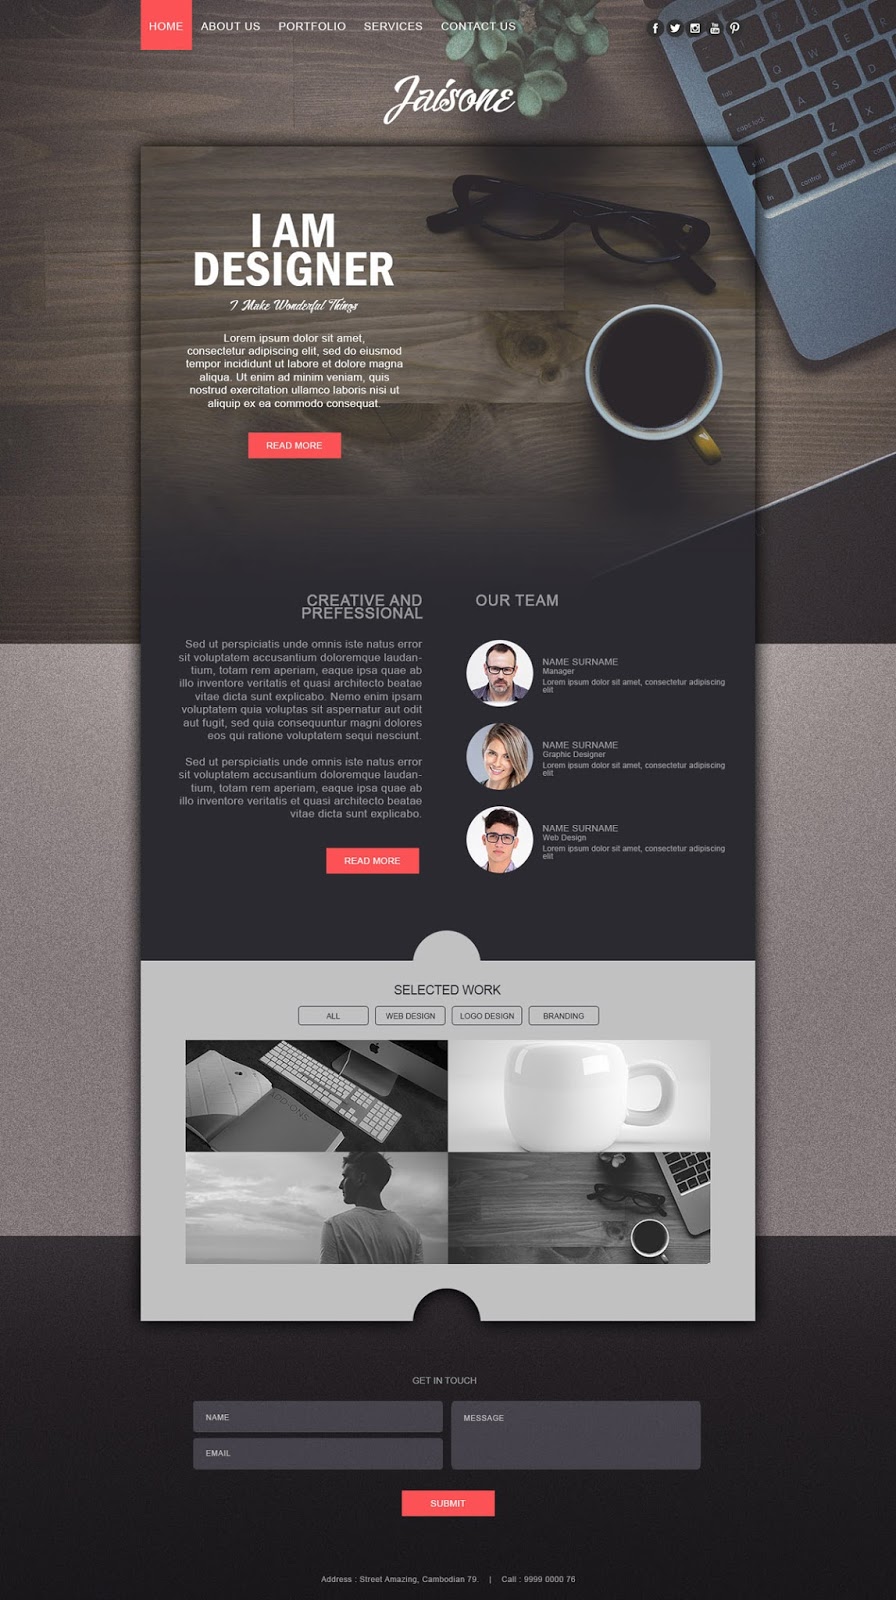 HOME ABOUT US PORTFOLIO SERVICES CONTACT US
Jaisone
I AM
DESIGNER
I Make Wonderful Things
Lorem ipsum dolor sit amet,
consectetur adipiscing elit, sed do eiusmod
tempor incididunt ut labore et dolore magna
aliqua. Ut enim ad minim veniam, quis
nostrud exercitation ullamco laboris nisi ut
aliquip ex ea commodo consequat.
READ MORE
CREATIVE AND
PREFESSIONAL
Sed ut perspiciatis unde omnis iste natus error
sit voluptatem accusantium doloremque laudan-
tium, totam rem aperiam, eaque ipsa quae ab
illo inventore veritatis et quasi architecto beatae
vitae dicta sunt explicabo. Nemo enim ipsam
voluptatem quia voluptas sit aspernatur aut odit
aut fugit, sed quia consequuntur magni dolores
eos qui ratione voluptatem sequi nesciunt.
Sed ut perspiciatis unde omnis iste natus error
sit voluptatem accusantium doloremque laudan-
tium, totam rem aperiam, eaque ipsa quae ab
illo inventore veritatis et quasi architecto beatae
vitae dicta sunt explicabo.
READ MORE
OUR TEAM
NAME SURNAME
Manager
Lorem ipsum dolor sit amet, consectetur adipiscing
elit
NAME SURNAME
Graphic Designer
Lorem ipsum dolor sit amet, consectetur adipiscing
elit
NAME SURNAME
Web Design
Lorem ipsum dolor sit amet, consectetur adipiscing
elit
SELECTED WORK
ALL WEB DESIGN LOGO DESIGN BRANDING
GET IN TOUCH
NAME
EMAIL
MESSAGE
SUBMIT
Address : Street Amazing, Cambodian 79. | Call : 9999 0000 76